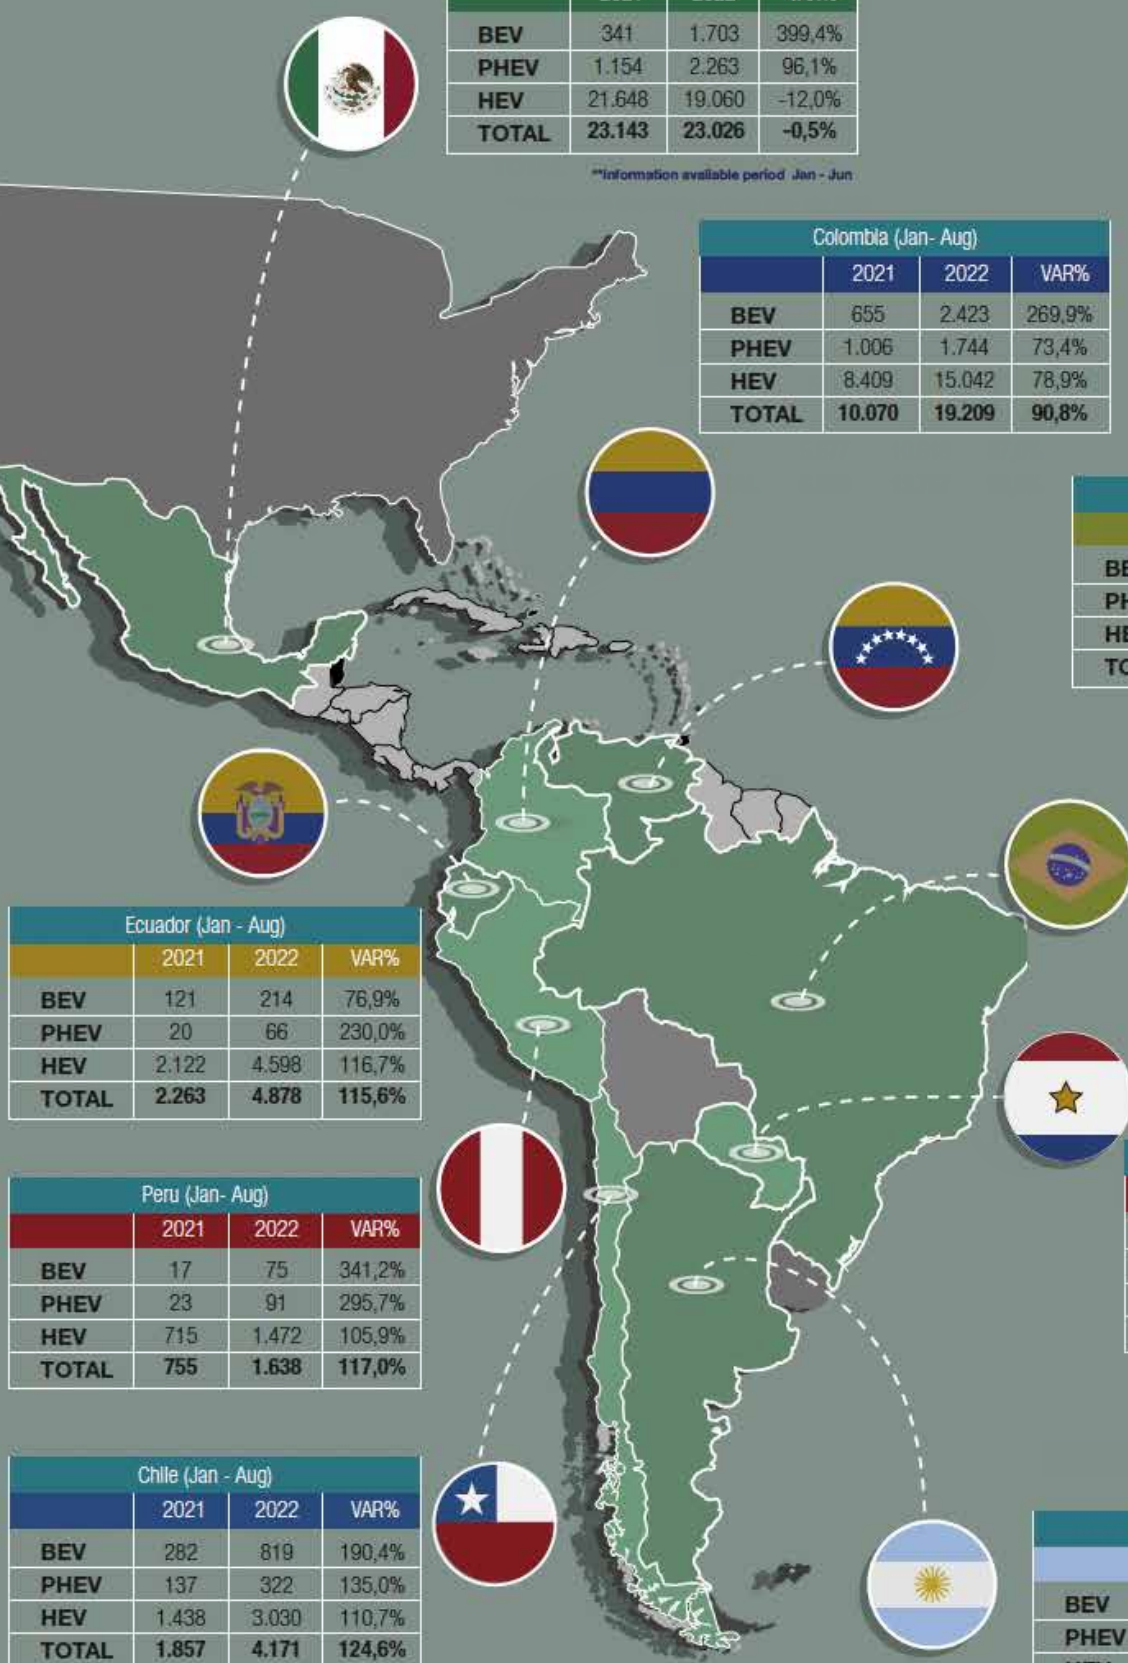 2021 2022
BEV 341 1.703 399,4%
PHEV 1.154 2.263 96,1%
HEV 21.648 19.060 -12,0%
TOTAL 23.143 23.026 -0,5%
**Information available period Jan - Jun
Colombia (Jan- Aug)
2021 2022 VAR%
BEV 655 2.423 269,9%
PHEV 1.006 1.744 73,4%
HEV 8.409 15.042 78,9%
TOTAL 10.070 19.209 90,8%
Ecuador (Jan - Aug)
2021 2022 VAR%
BEV 121 214 76,9%
PHEV 20 66 230,0%
HEV 2.122 4.598 116,7%
TOTAL 2.263 4.878 115,6%
Peru (Jan- Aug)
2021 2022 VAR%
BEV 17 75 341,2%
PHEV 23 91 295,7%
HEV 715 1.472 105,9%
TOTAL 755 1.638 117,0%
Chile (Jan - Aug)
2021 2022 VAR%
BEV 282 819 190,4%
PHEV 137 322 135,0%
HEV 1.438 3.030 110,7%
TOTAL 1.857 4.171 124,6%
BEV
PHEV